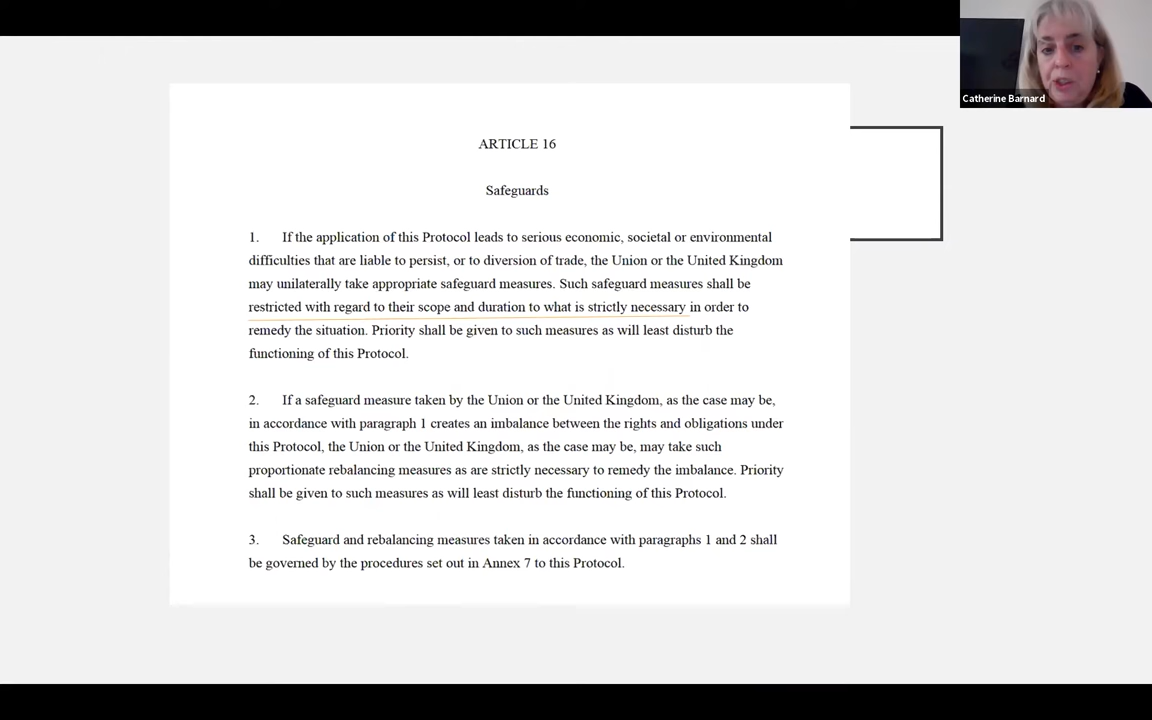 Catherine Barnard
ARTICLE 16
Safeguards
1. If the application of this Protocol leads to serious economic, societal or environmental
difficulties that are liable to persist, or to diversion of trade, the Union or the United Kingdom
may unilaterally take appropriate safeguard measures. Such safeguard measures shall be
restricted with regard to their scope and duration to what is strictly necessary in order to
remedy the situation. Priority shall be given to such measures as will least disturb the
functioning of this Protocol.
2. If a safeguard measure taken by the Union or the United Kingdom, as the case may be,
in accordance with paragraph 1 creates an imbalance between the rights and obligations under
this Protocol, the Union or the United Kingdom, as the case may be, may take such
proportionate rebalancing measures as are strictly necessary to remedy the imbalance. Priority
shall be given to such measures as will least disturb the functioning of this Protocol.
3. Safeguard and rebalancing measures taken in accordance with paragraphs 1 and 2 shall
be governed by the procedures set out in Annex 7 to this Protocol.